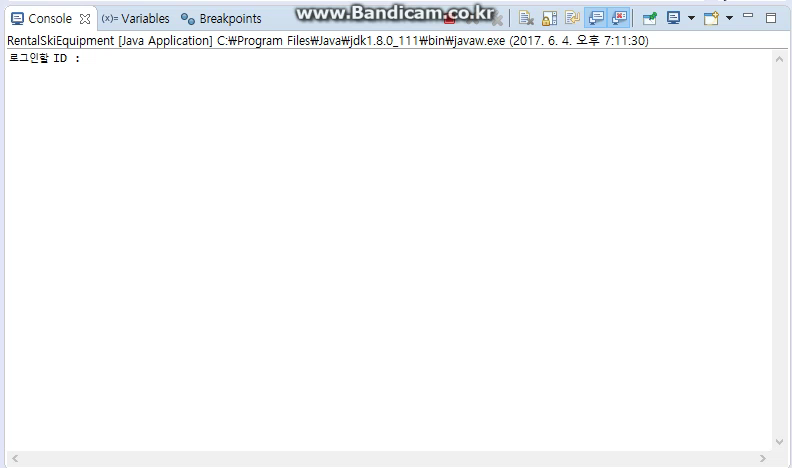 www.Bandicam.co.kr
Console (x)= Variables Breakpoints
RentalSkiEquipment [Java Application] C:₩Program Files₩Java₩jdk1.8.0_111₩bin₩javaw.exe (2017. 6. 4. 오후 7:11:30)
로그인할 ID :